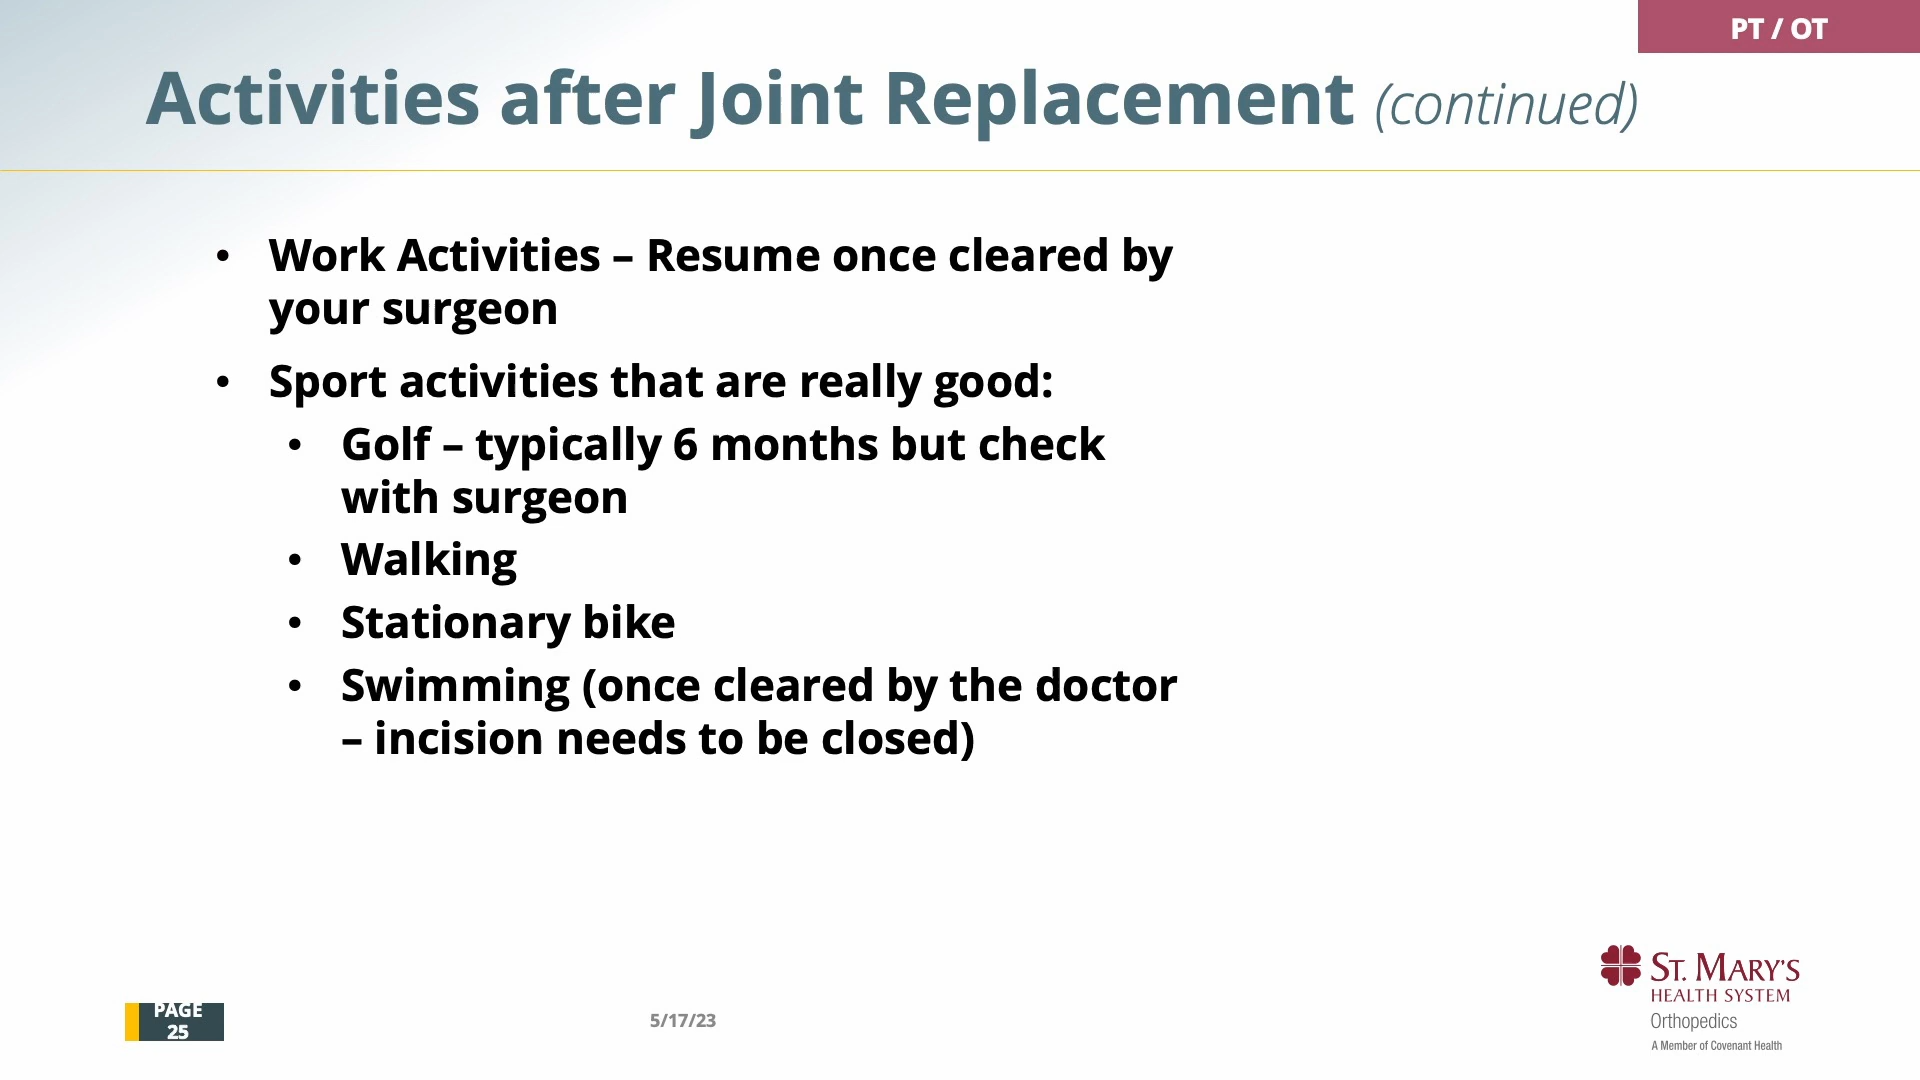 PT / OT
Activities after Joint Replacement (continued)
• Work Activities – Resume once cleared by
your surgeon
• Sport activities that are really good:
• Golf – typically 6 months but check
with surgeon
• Walking
• Stationary bike
• Swimming (once cleared by the doctor
– incision needs to be closed)
PAGE
25
5/17/23
ST. MARY'S
HEALTH SYSTEM
Orthopedics
A Member of Covenant Health